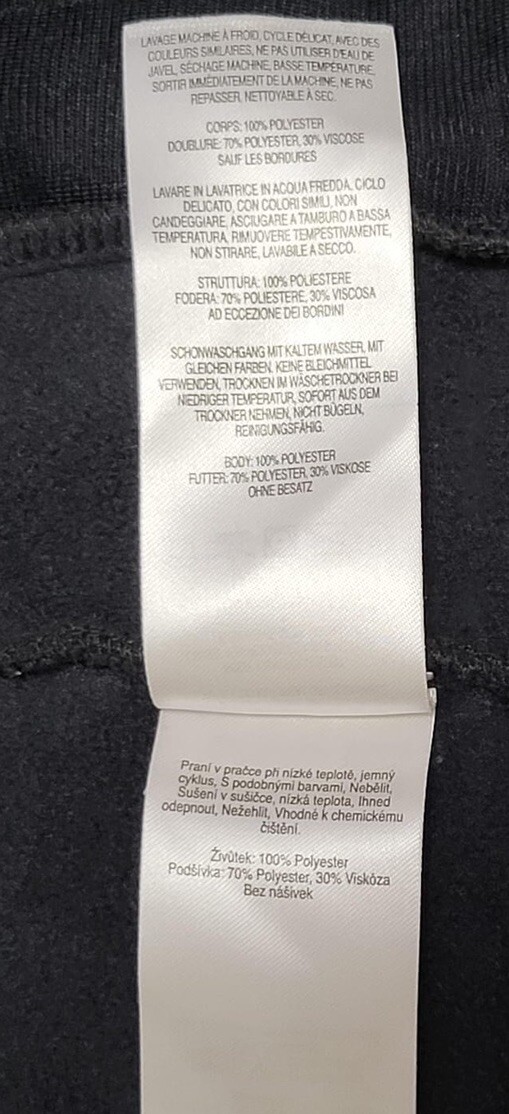 LAVAGE MACHINE À FROID, CYCLE DÉLICAT, AVEC DES
COULEURS SIMILAIRES, NE PAS UTILISER D'EAU DE
JAVEL, SÉCHAGE MACHINE, BASSE TEMPÉRATURE,
SORTIR IMMÉDIATEMENT DE LA MACHINE, NE PAS
REPASSER, NETTOYABLE À SEC.
CORPS: 100% POLYESTER
DOUBLURE: 70% POLYESTER, 30% VISCOSE
SAUF LES BORDURES
LAVARE IN LAVATRICE IN ACQUA FREDDA, CICLO
DELICATO, CON COLORI SIMILI, NON
CANDEGGIARE, ASCIUGARE A TAMBURO A BASSA
TEMPERATURA, RIMUOVERE TEMPESTIVAMENTE,
NON STIRARE, LAVABILE A SECCO.
STRUTTURA: 100% POLIESTERE
FODERA: 70% POLIESTERE, 30% VISCOSA
AD ECCEZIONE DEI BORDINI
SCHONWASCHGANG MIT KALTEM WASSER, MIT
GLEICHEN FARBEN, KEINE BLEICHMITTEL
VERWENDEN, TROCKNEN IM WÄSCHETROCKNER BEI
NIEDRIGER TEMPERATUR, SOFORT AUS DEM
TROCKNER NEHMEN, NICHT BÜGELN,
REINIGUNGSFÄHIG.
BODY: 100% POLYESTER
FUTTER: 70% POLYESTER, 30% VISKOSE
OHNE BESATZ
Praní v pračce při nízké teplotě, jemný
cyklus, S podobnými barvami, Nebělit,
Sušení v sušičce, nízká teplota, Ihned
odepnout, Nežehlit, Vhodné k chemickému
čištění.
Živůtek: 100% Polyester
Podšívka: 70% Polyester, 30% Viskóza
Bez nášivek